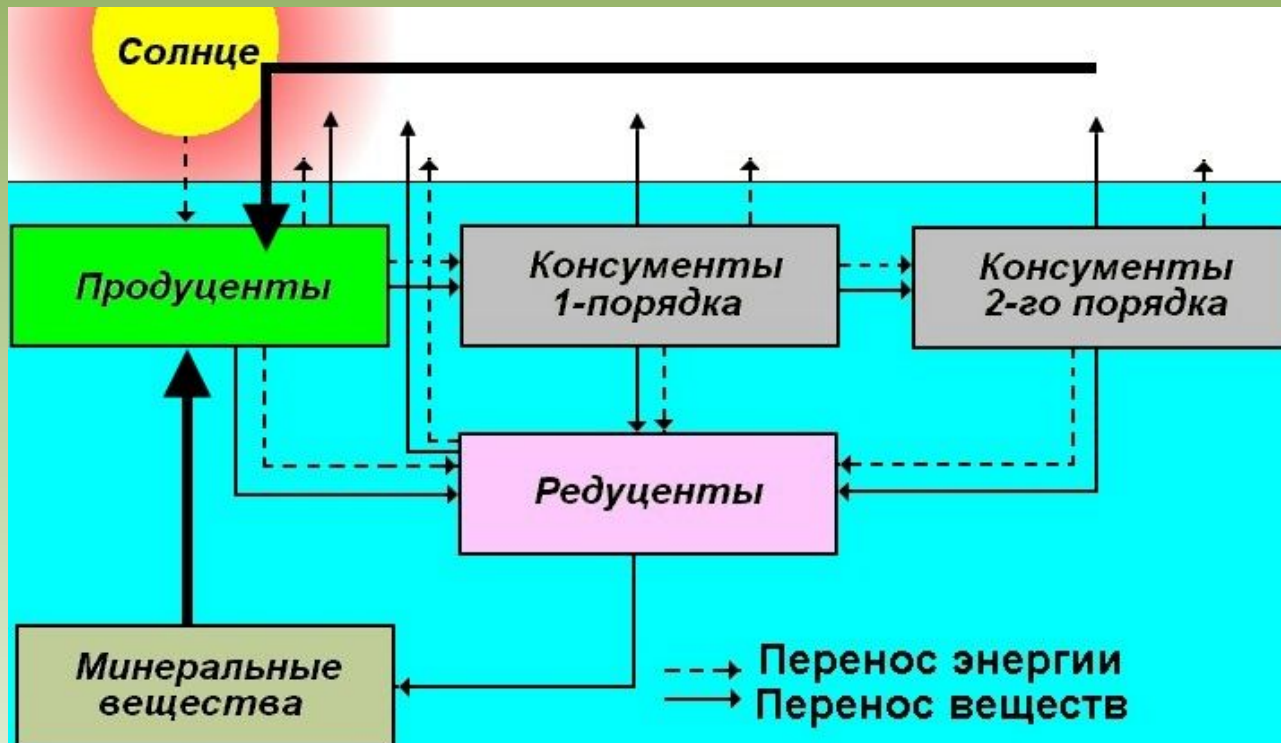 Солнце
Продуценты
Консументы
1-порядка
Консументы
2-го порядка
Редуценты
Минеральные
вещества
Перенос энергии
Перенос веществ